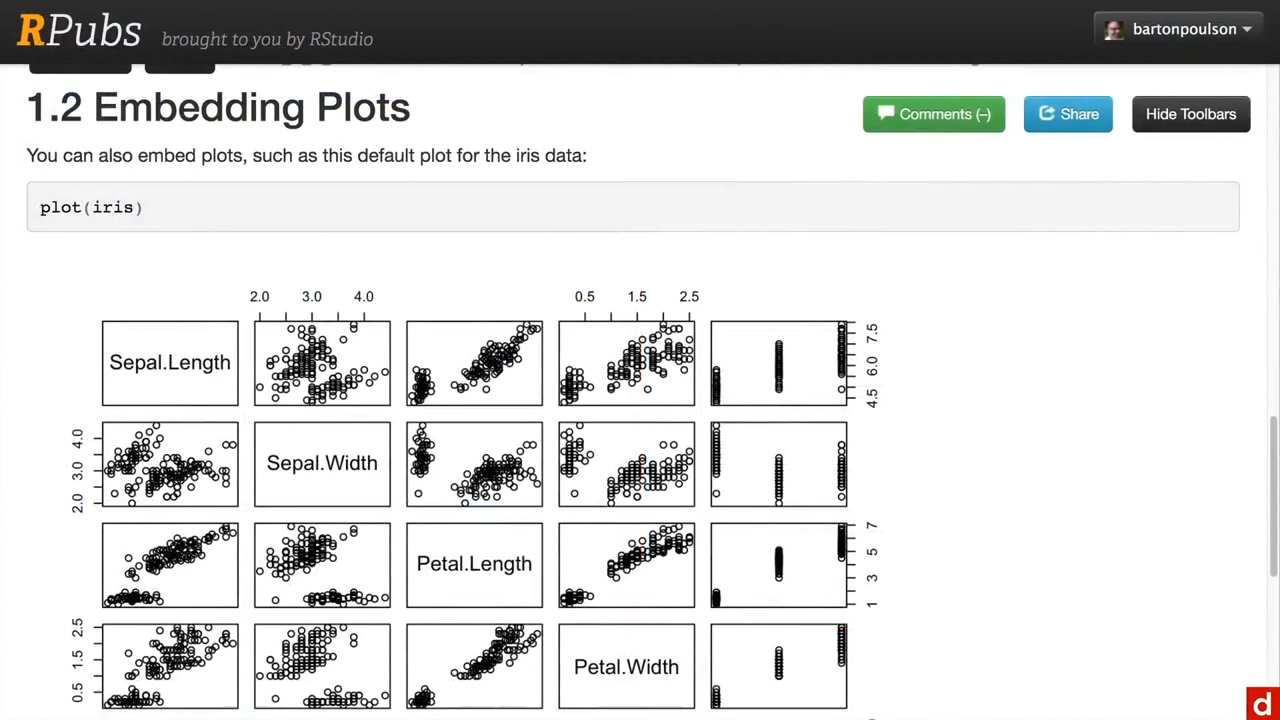 RPubs brought to you by RStudio
bartonpoulson
1.2 Embedding Plots
Comments (–)
Share
Hide Toolbars
You can also embed plots, such as this default plot for the iris data:
plot(iris)
2.0 3.0 4.0
0.5 1.5 2.5
Sepal.Length
4.5 6.0 7.5
2.0 3.0 4.0
Sepal.Width
Petal.Length
1 3 5 7
0.5 1.5 2.5
Petal.Width
d